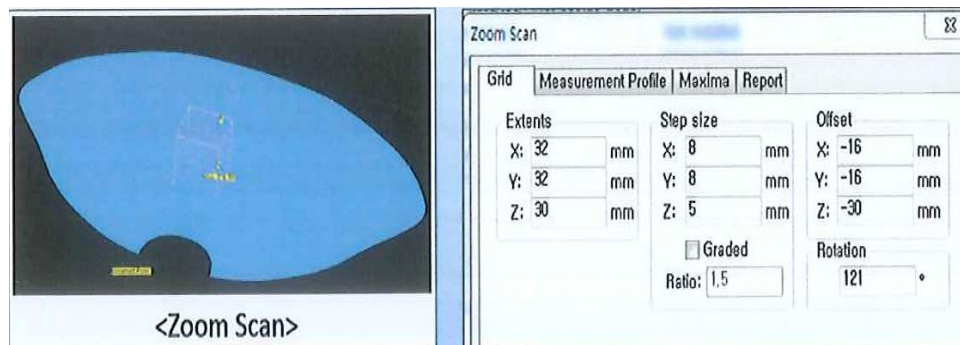 Zoom Scan
Grid
Measurement Profile
Maxima
Report
Extents
X: 32 mm
Y: 32 mm
Z: 30 mm
Step size
X: 8 mm
Y: 8 mm
Z: 5 mm
Graded
Ratio: 1,5
Offset
X: -16 mm
Y: -16 mm
Z: -30 mm
Rotation
121 °
<Zoom Scan>